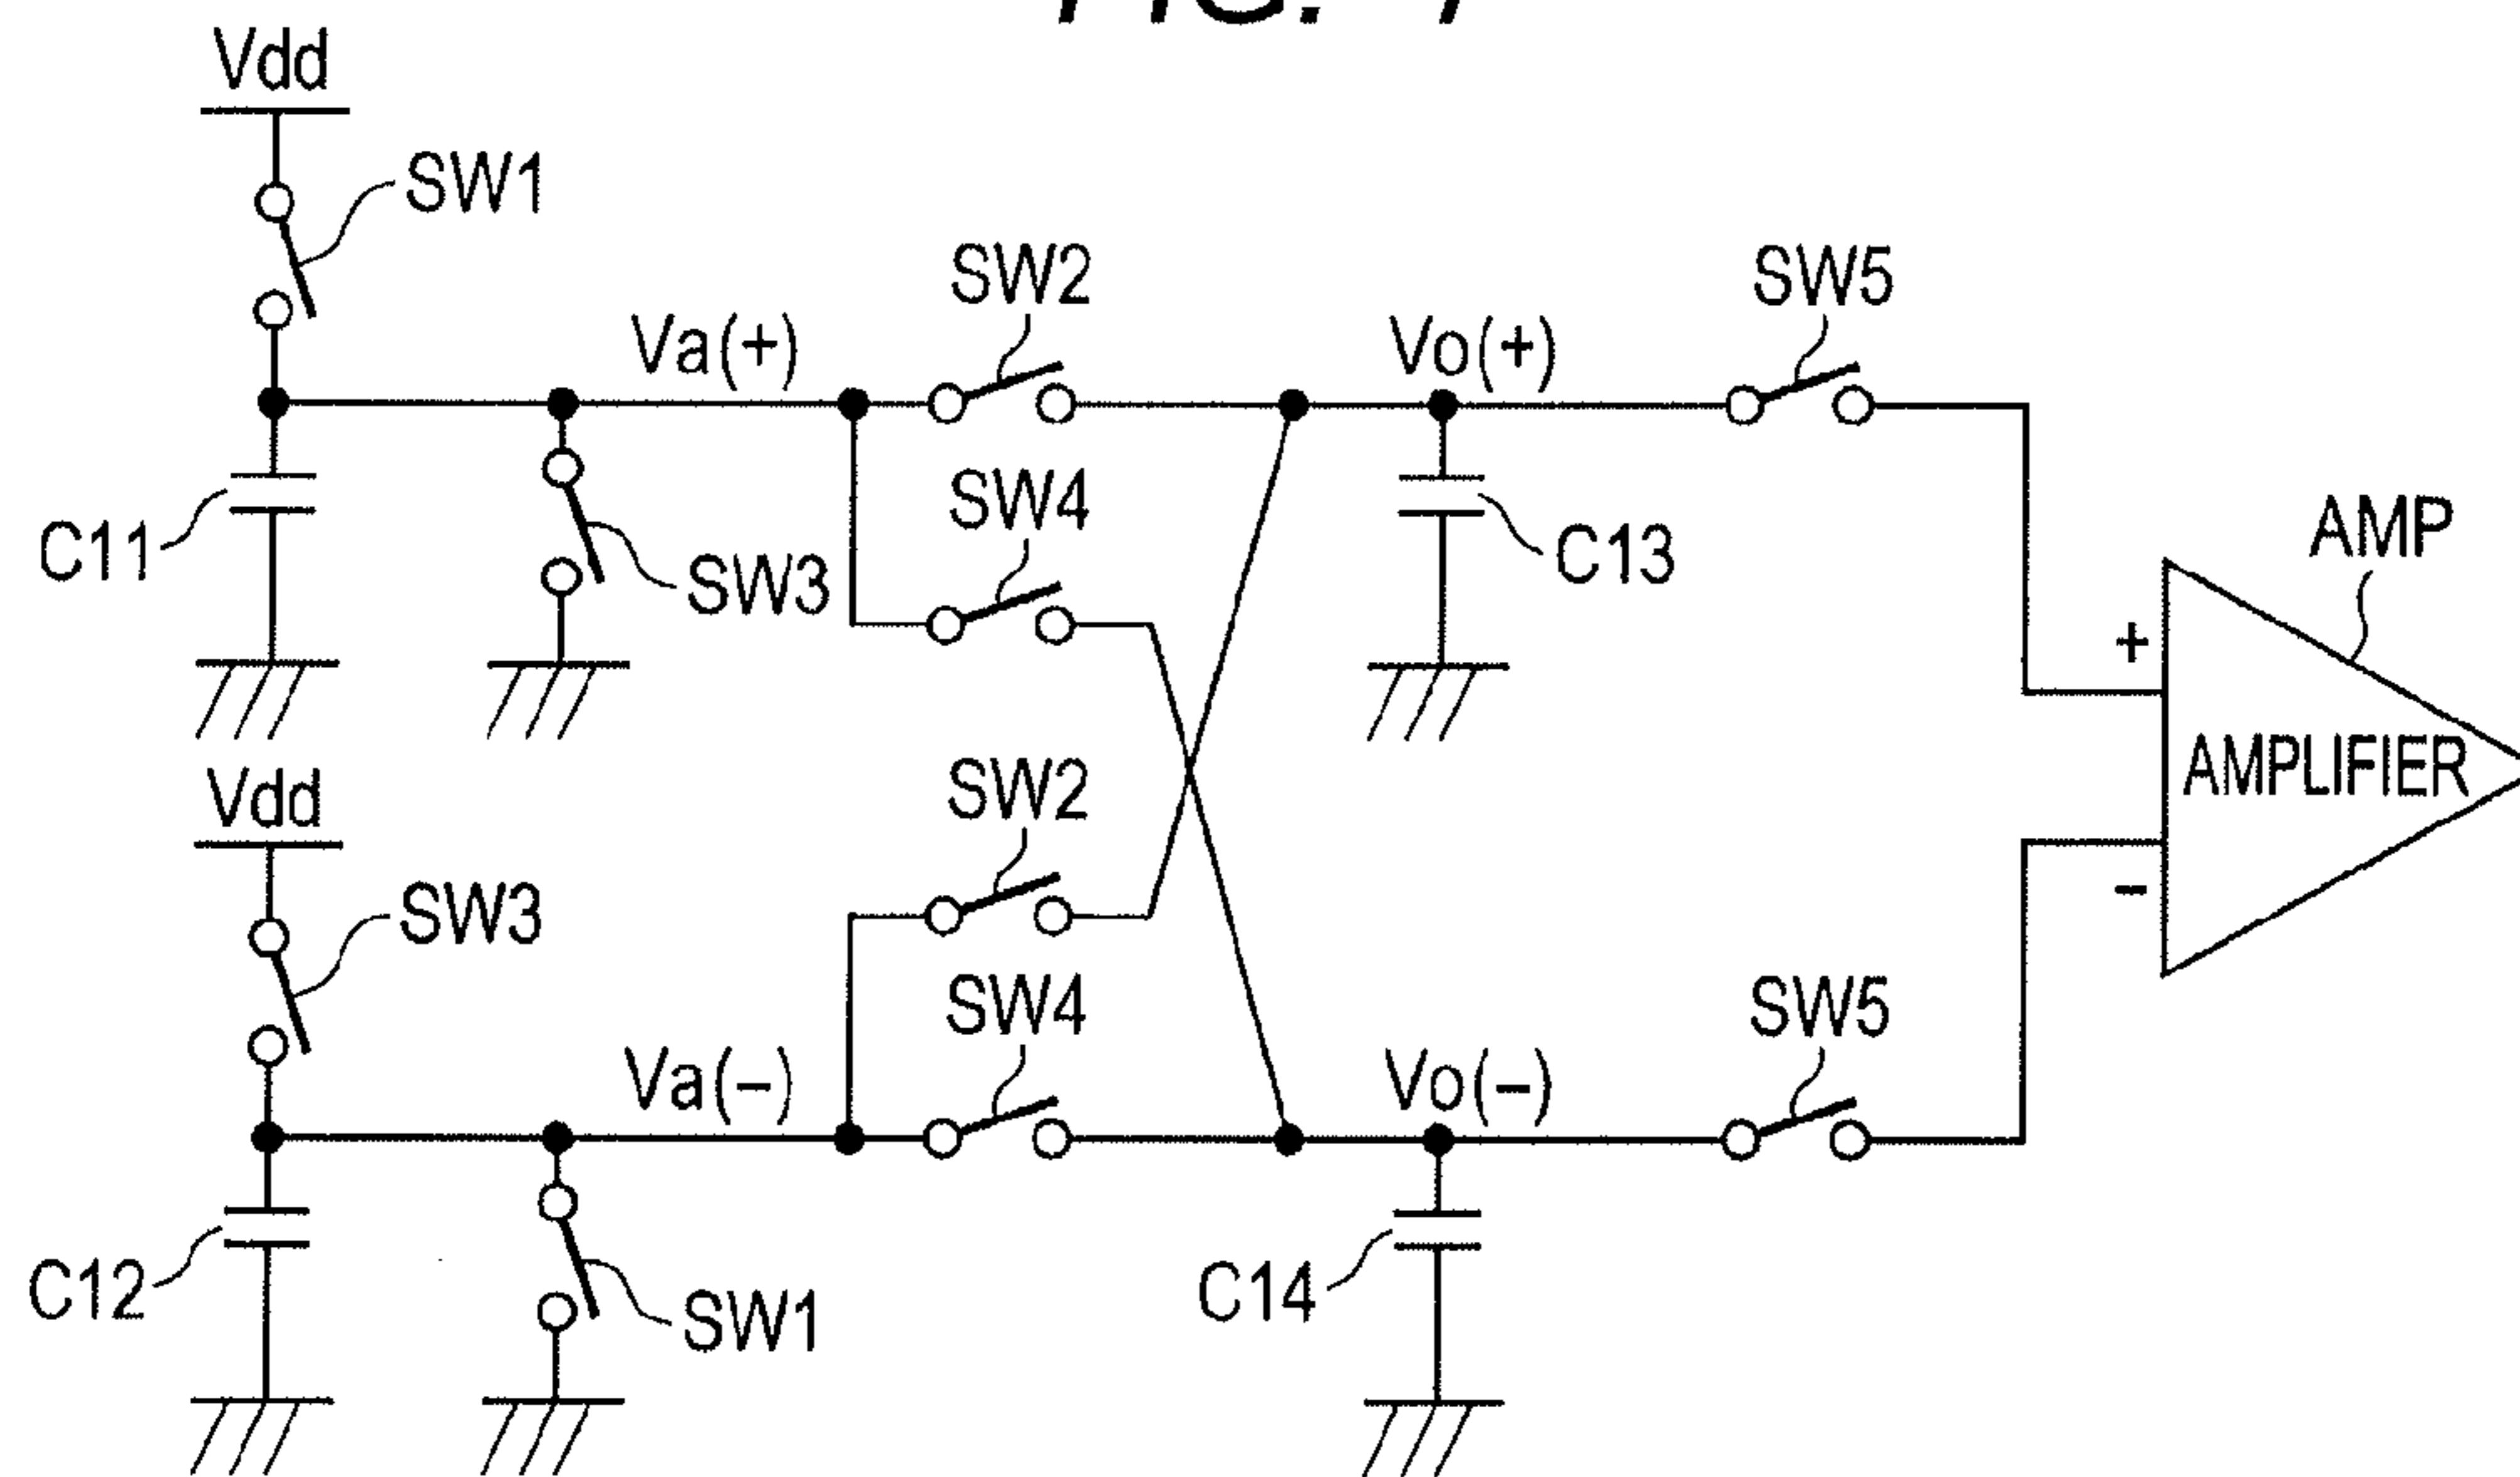 Vdd
SW1
SW2
SW5
Va(+)
Vo(+)
SW4
AMP
C11
SW3
C13
+
AMPLIFIER
Vdd
SW2
SW3
-
SW4
SW5
Va(-)
Vo(-)
C12
C14
SW1